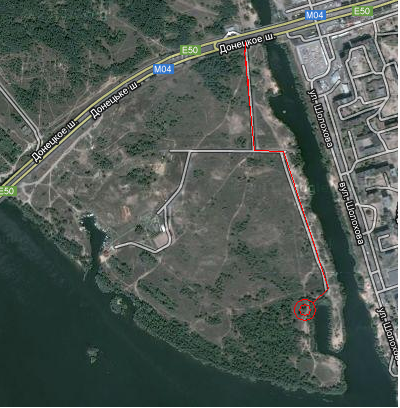 M04
E50
E50
Донецкое ш.
M04
Донецьке ш.
Донецкое ш.
E50
ул. Шолохова
вул. Шолохова
ул. Шолохова